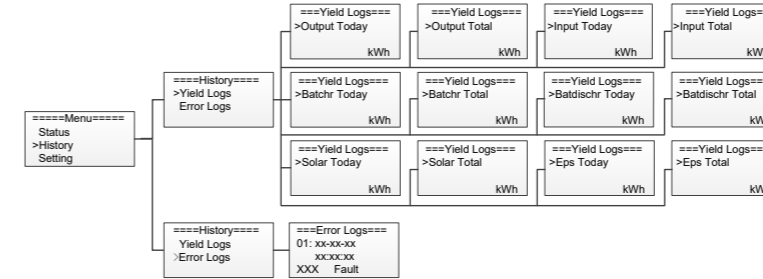 ===Yield Logs===
>Output Today
kWh
===Yield Logs===
>Output Total
kWh
===Yield Logs===
>Input Today
kWh
===Yield Logs==
>Input Total
kW
====History====
>Yield Logs
Error Logs
===Yield Logs===
>Batchr Today
kWh
===Yield Logs===
>Batchr Total
kWh
===Yield Logs===
>Batdischr Today
kWh
===Yield Logs==
>Batdischr Total
kW
=====Menu=====
Status
>History
Setting
===Yield Logs===
>Solar Today
kWh
===Yield Logs===
>Solar Total
kWh
===Yield Logs===
>Eps Today
kWh
===Yield Logs==
>Eps Total
kW
====History====
Yield Logs
>Error Logs
===Error Logs===
01: xx-xx-xx
xx:xx:xx
XXX Fault